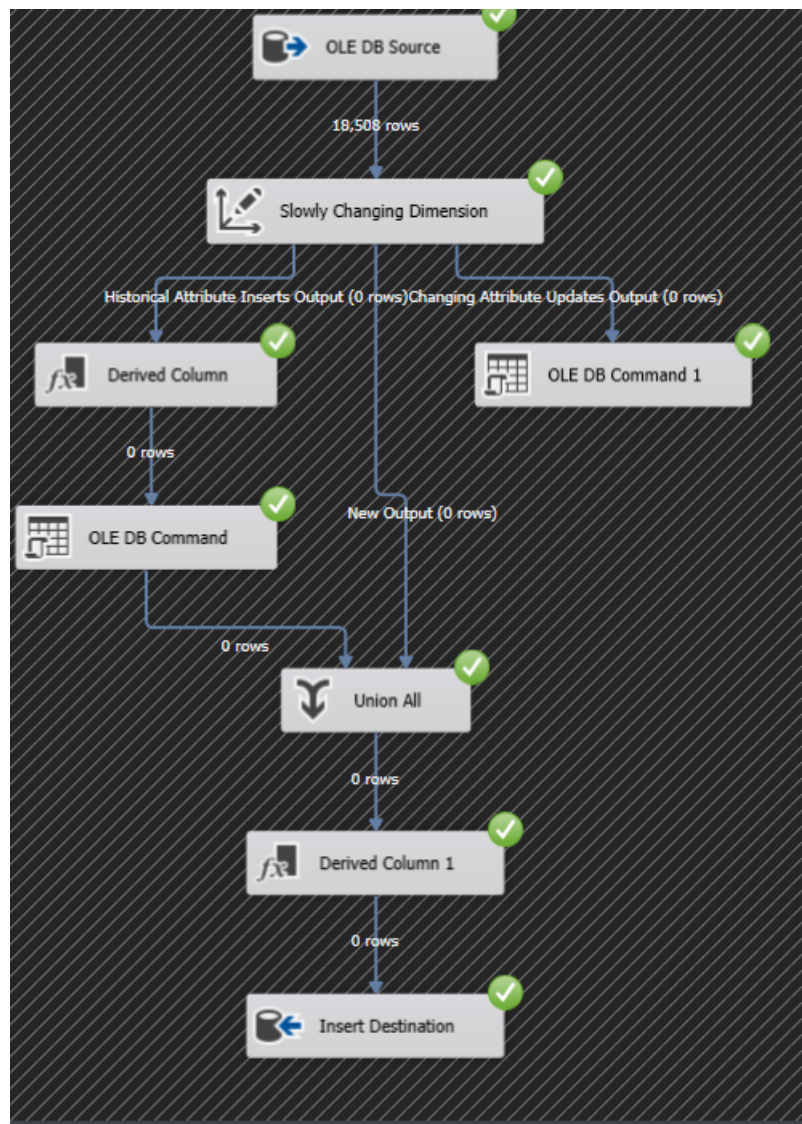 OLE DB Source
18,508 rows
Slowly Changing Dimension
Historical Attribute Inserts Output (0 rows)
Changing Attribute Updates Output (0 rows)
Derived Column
OLE DB Command 1
0 rows
New Output (0 rows)
OLE DB Command
0 rows
Union All
0 rows
Derived Column 1
0 rows
Insert Destination